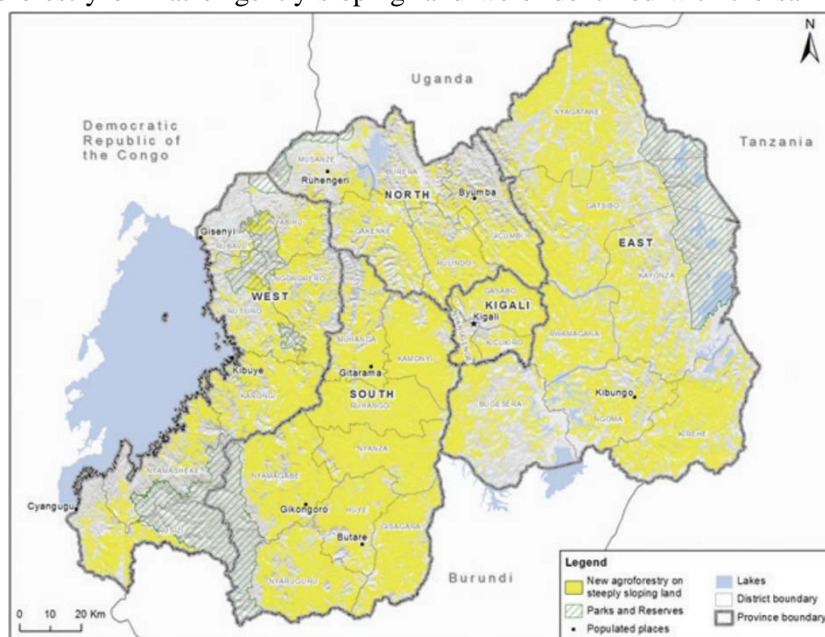 N
Uganda
Democratic
Republic of
the Congo
Tanzania
NYAGATARE
MUSANZE
BURERA
Ruhengeri
NORTH
Byumba
GATSIBO
Gisenyi
NYABIHU
RUBAVU
GAKENKE
GICUMBI
EAST
NGORORERO
RULINDO
KAYONZA
WEST
GASABO
RUTSIRO
KIGALI
Kigali
MUHANGA
RWAMAGANA
KICUKIRO
KAMONYI
Kibuye
Gitarama
KARONGI
SOUTH
Kibungo
RUHANGO
BUGESERA
NGOMA
KIREHE
NYANZA
NYAMASHEKE
NYAMAGABE
Cyangugu
Gikongoro
HUYE
GISAGARA
Butare
NYARUGURU
Burundi
Legend
New agroforestry on
steeply sloping land
Lakes
District boundary
Parks and Reserves
Province boundary
Populated places
0 10 20 Km